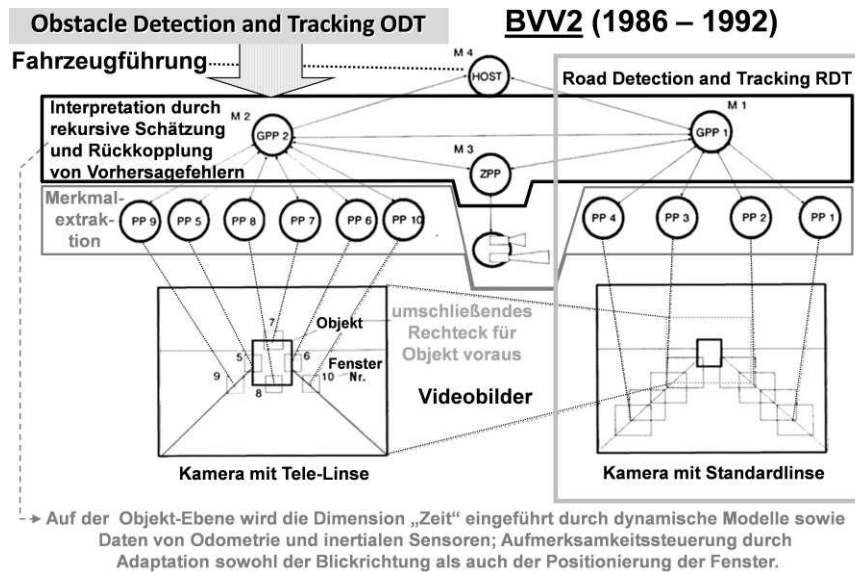 Obstacle Detection and Tracking ODT
BVV2 (1986 – 1992)
Fahrzeugführung
M 4
HOST
Road Detection and Tracking RDT
Interpretation durch
rekursive Schätzung
und Rückkopplung
von Vorhersagefehlern
M 2
GPP 2
M 3
ZPP
M 1
GPP 1
Merkmal-
extrak-
tion
PP 9 PP 5 PP 8 PP 7 PP 6 PP 10
PP 4 PP 3 PP 2 PP 1
7
Objekt
5 6
Fenster
Nr.
9 8 10
umschließendes
Rechteck für
Objekt voraus
Videobilder
Kamera mit Tele-Linse
Kamera mit Standardlinse
Auf der Objekt-Ebene wird die Dimension „Zeit“ eingeführt durch dynamische Modelle sowie
Daten von Odometrie und inertialen Sensoren; Aufmerksamkeitssteuerung durch
Adaptation sowohl der Blickrichtung als auch der Positionierung der Fenster.